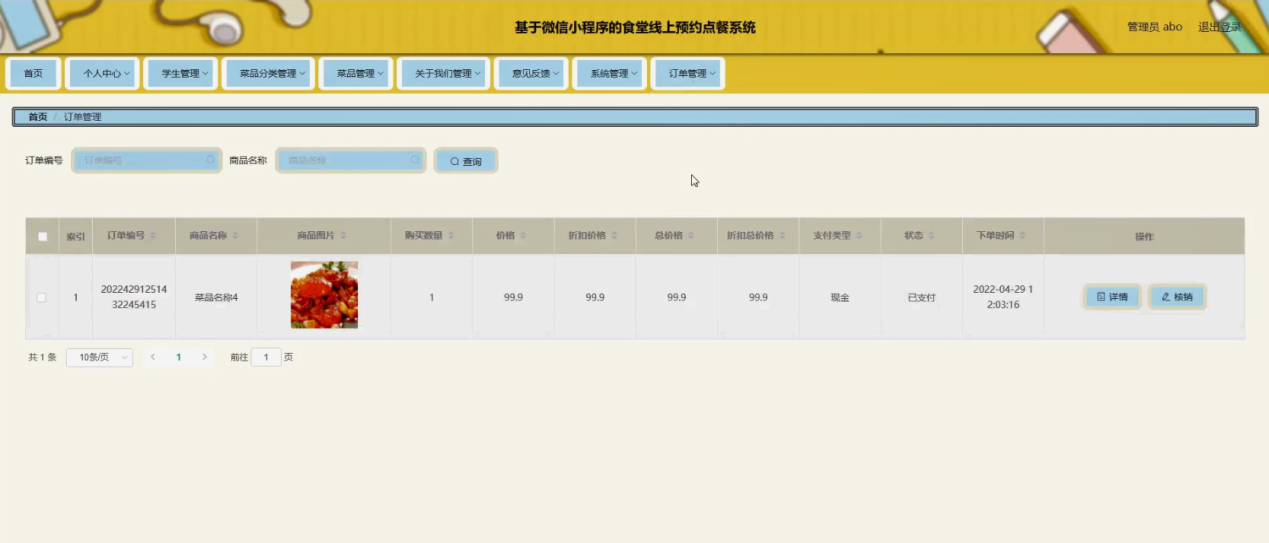 基于微信小程序的食堂线上预约点餐系统
管理员 abo
退出登录
首页
个人中心
学生管理
菜品分类管理
菜品管理
关于我们管理
意见反馈
系统管理
订单管理
首页 / 订单管理
订单编号
订单编号
商品名称
商品名称
查询
索引
订单编号
商品名称
商品图片
购买数量
价格
折扣价格
总价格
折扣总价格
支付类型
状态
下单时间
操作
1
202242912514
32245415
菜品名称4
1
99.9
99.9
99.9
99.9
现金
已支付
2022-04-29 1
2:03:16
详情
核销
共 1 条
10条/页
1
前往 1 页